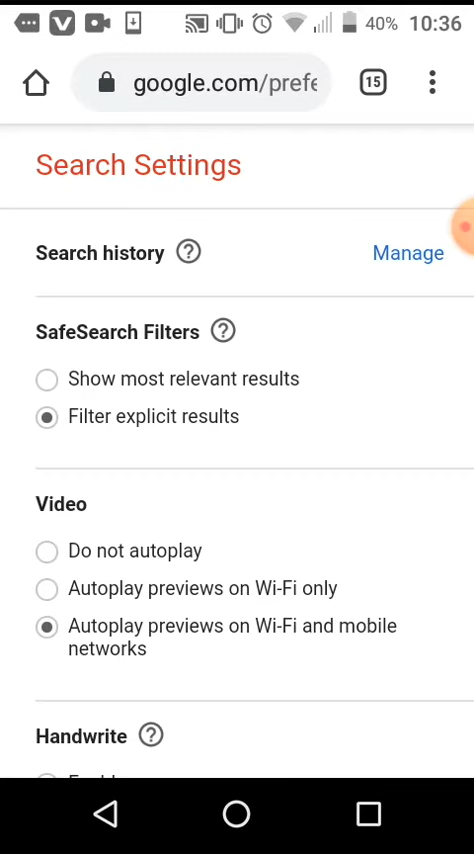 40% 10:36
google.com/prefe
15
Search Settings
Search history ? Manage
SafeSearch Filters ?
Show most relevant results
Filter explicit results
Video
Do not autoplay
Autoplay previews on Wi-Fi only
Autoplay previews on Wi-Fi and mobile
networks
Handwrite ?